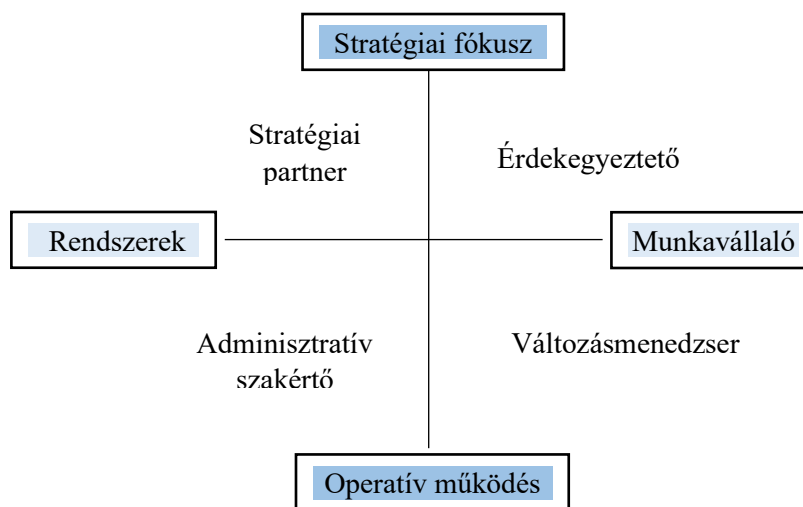 Stratégiai fókusz
Stratégiai
partner
Érdekegyeztető
Rendszerek
Munkavállaló
Adminisztratív
szakértő
Változásmenedzser
Operatív működés